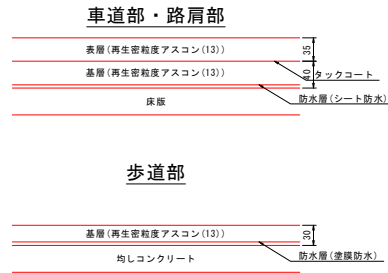 車道部・路肩部
表層(再生密粒度アスコン(13))
35
基層(再生密粒度アスコン(13))
40
タックコート
防水層(シート防水)
床版
歩道部
基層(再生密粒度アスコン(13))
30
防水層(塗膜防水)
均しコンクリート